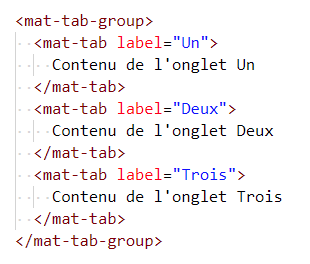 <mat-tab-group>
  <mat-tab label="Un">
    Contenu de l'onglet Un
  </mat-tab>
  <mat-tab label="Deux">
    Contenu de l'onglet Deux
  </mat-tab>
  <mat-tab label="Trois">
    Contenu de l'onglet Trois
  </mat-tab>
</mat-tab-group>